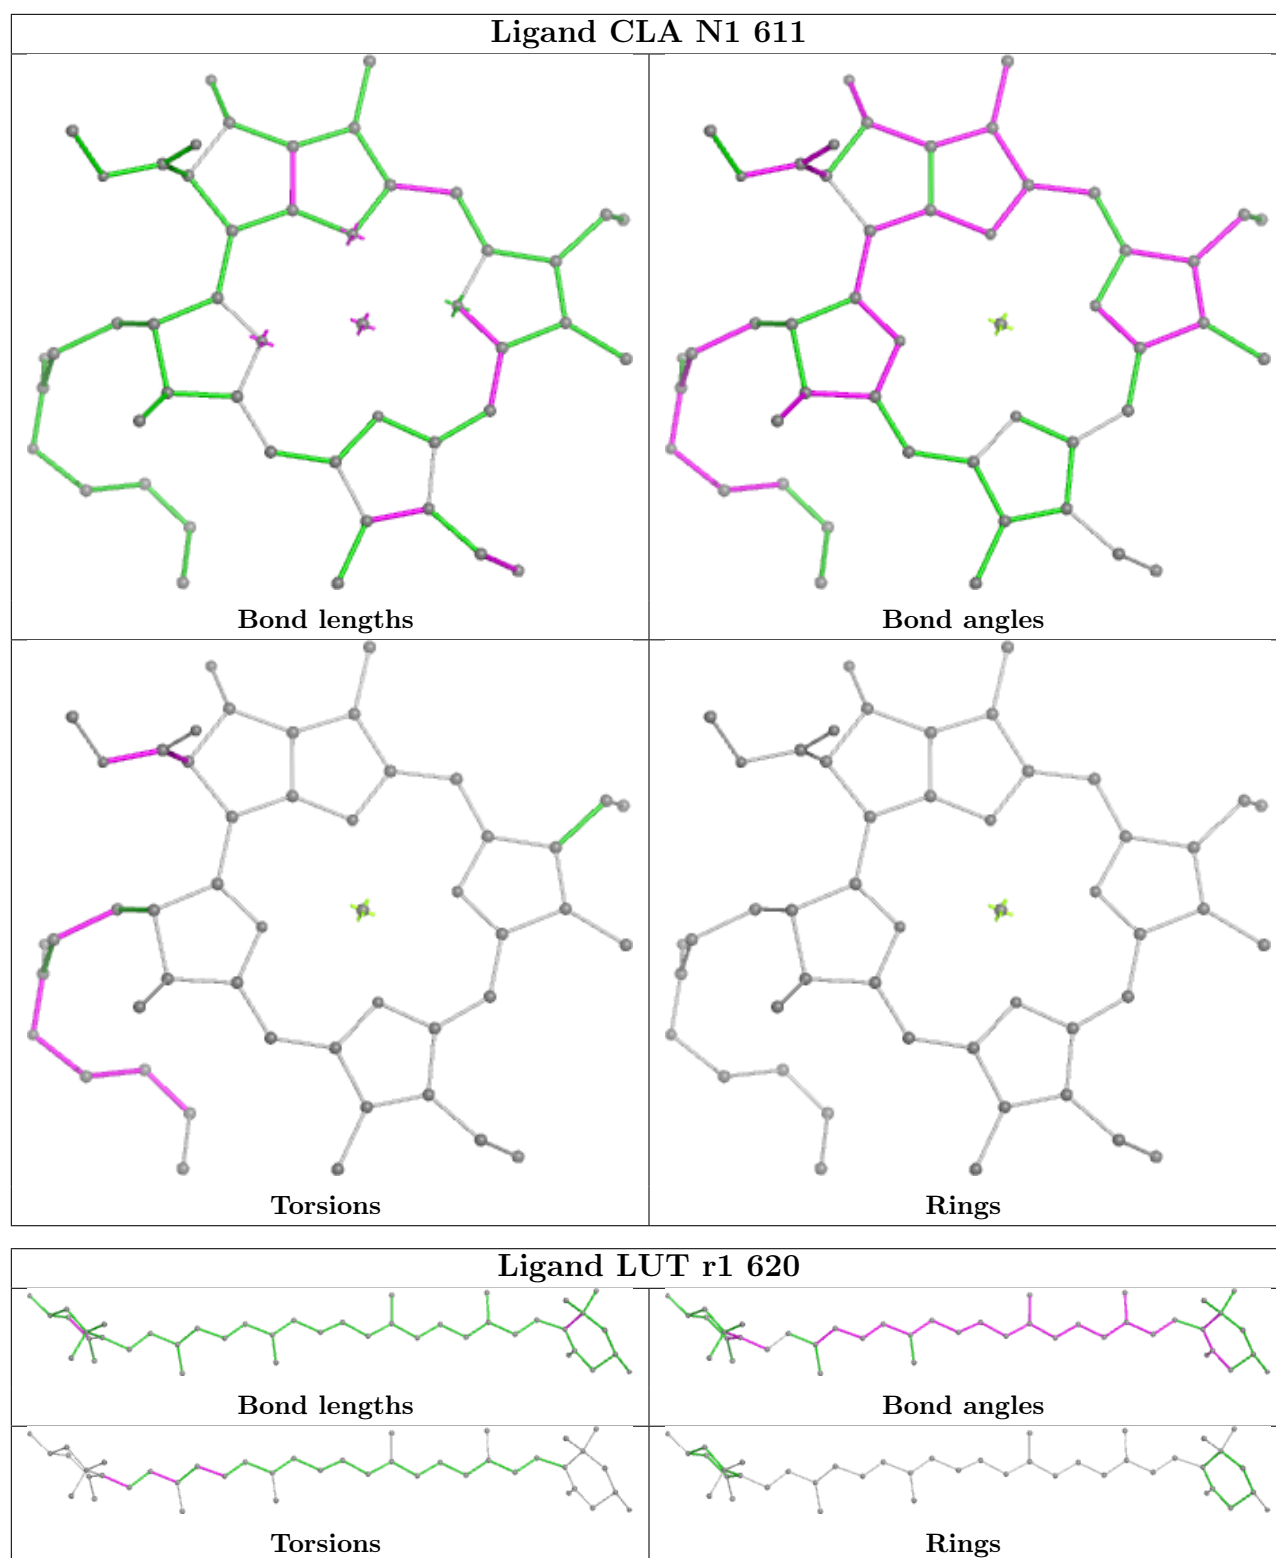 Ligand CLA N1 611
Bond lengths
Bond angles
Torsions
Rings
Ligand LUT r1 620
Bond lengths
Bond angles
Torsions
Rings